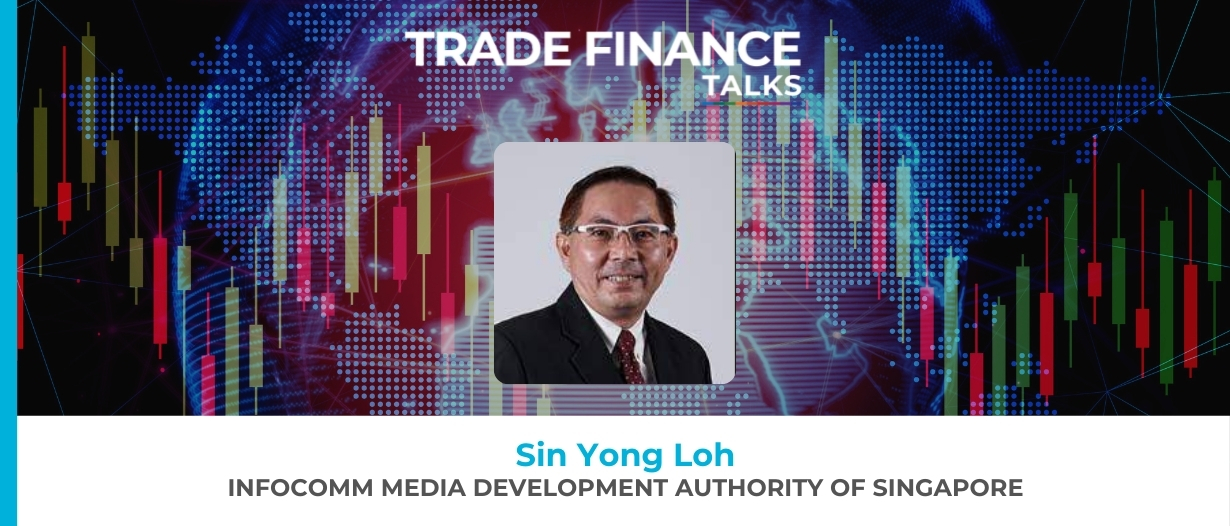 TRADE FINANCE
TALKS
Sin Yong Loh
INFOCOMM MEDIA DEVELOPMENT AUTHORITY OF SINGAPORE